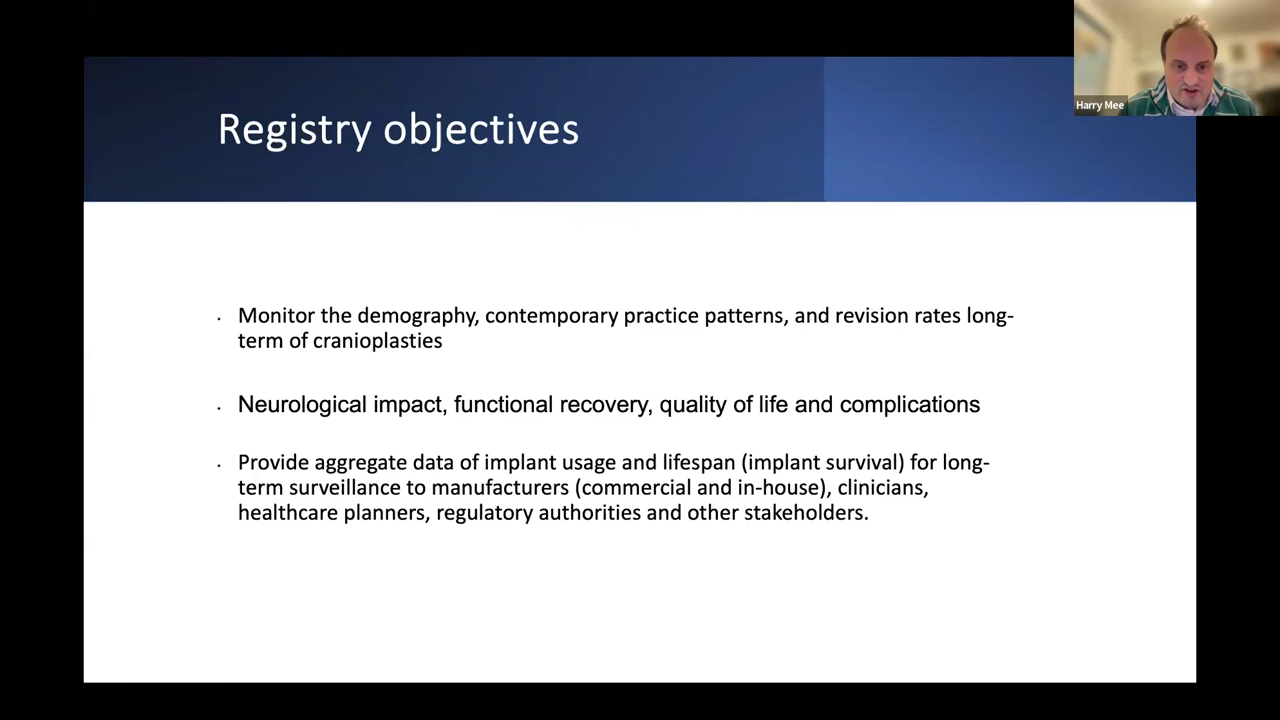 Harry Mee
Registry objectives
· Monitor the demography, contemporary practice patterns, and revision rates long-
term of cranioplasties
· Neurological impact, functional recovery, quality of life and complications
· Provide aggregate data of implant usage and lifespan (implant survival) for long-
term surveillance to manufacturers (commercial and in-house), clinicians,
healthcare planners, regulatory authorities and other stakeholders.